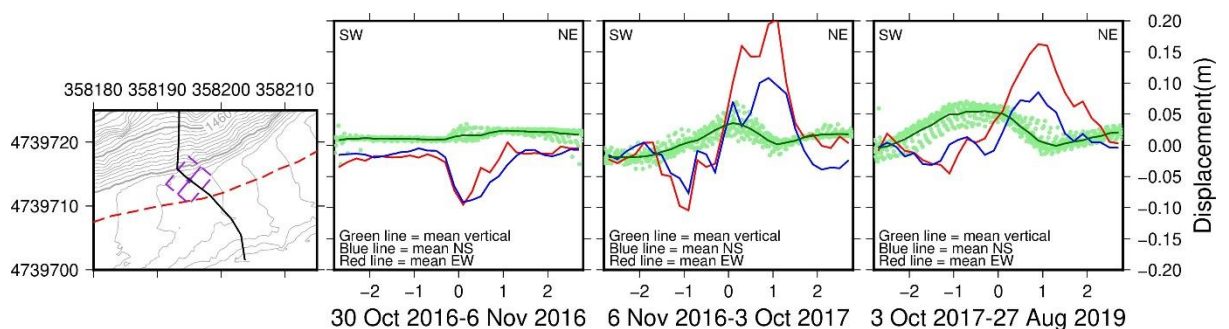 358180 358190 358203 358213
4739720
4739710
4739700
1460
SW NE
Green line = mean vertical
Blue line = mean NS
Red line = mean EW
-2 -1 0 1 2
30 Oct 2016-6 Nov 2016
SW NE
Green line = mean vertical
Blue line = mean NS
Red line = mean EW
-2 -1 0 1 2
6 Nov 2016-3 Oct 2017
SW NE
Green line = mean vertical
Blue line = mean NS
Red line = mean EW
-2 -1 0 1 2
3 Oct 2017-27 Aug 2019
0.20
0.15
0.10
0.05
0.00
-0.05
-0.10
-0.15
-0.20
Displacement(m)